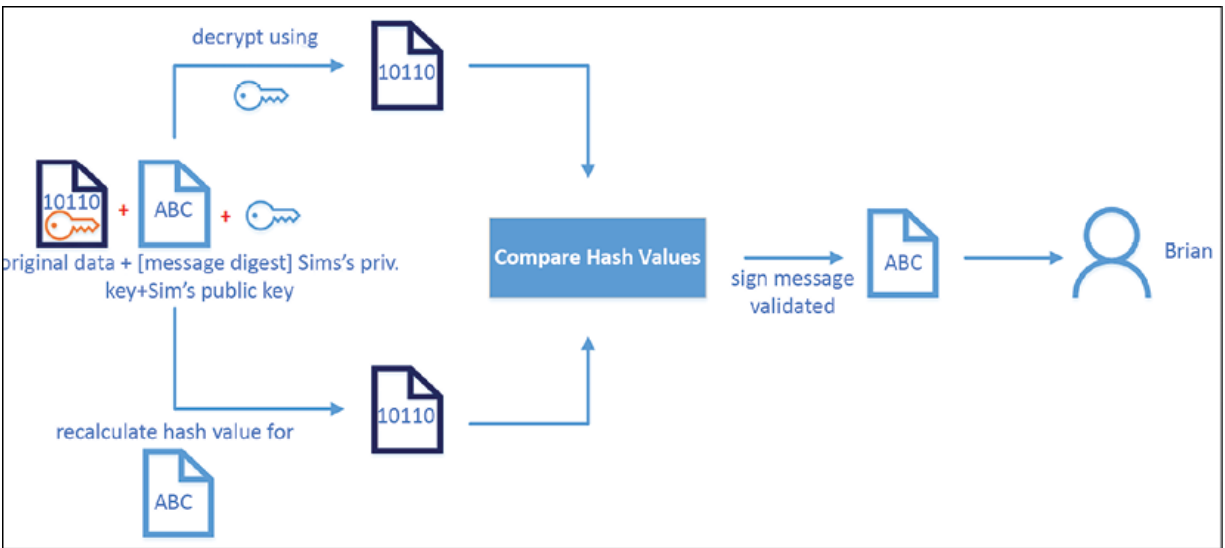 decrypt using
10110
10110
+
ABC
+
original data + [message digest] Sims's priv.
key+Sim's public key
Compare Hash Values
sign message
validated
ABC
Brian
10110
recalculate hash value for
ABC